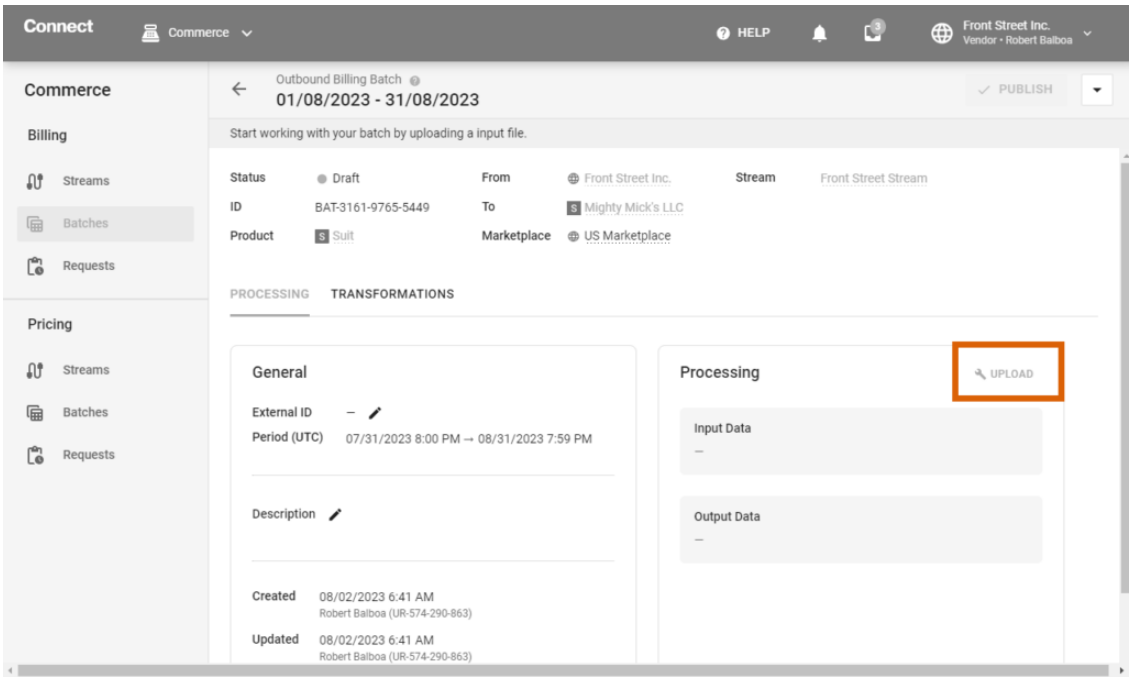 Connect
Commerce
HELP
3
Front Street Inc.
Vendor • Robert Balboa
Commerce
Billing
Streams
Batches
Requests
Pricing
Streams
Batches
Requests
Outbound Billing Batch
01/08/2023 - 31/08/2023
PUBLISH
Start working with your batch by uploading a input file.
Status Draft From Front Street Inc. Stream Front Street Stream
ID BAT-3161-9765-5449 To S Mighty Mick's LLC
Product S Suit Marketplace US Marketplace
PROCESSING TRANSFORMATIONS
General
External ID –
Period (UTC) 07/31/2023 8:00 PM → 08/31/2023 7:59 PM
Description
Created 08/02/2023 6:41 AM
Robert Balboa (UR-574-290-863)
Updated 08/02/2023 6:41 AM
Robert Balboa (UR-574-290-863)
Processing
UPLOAD
Input Data
–
Output Data
–